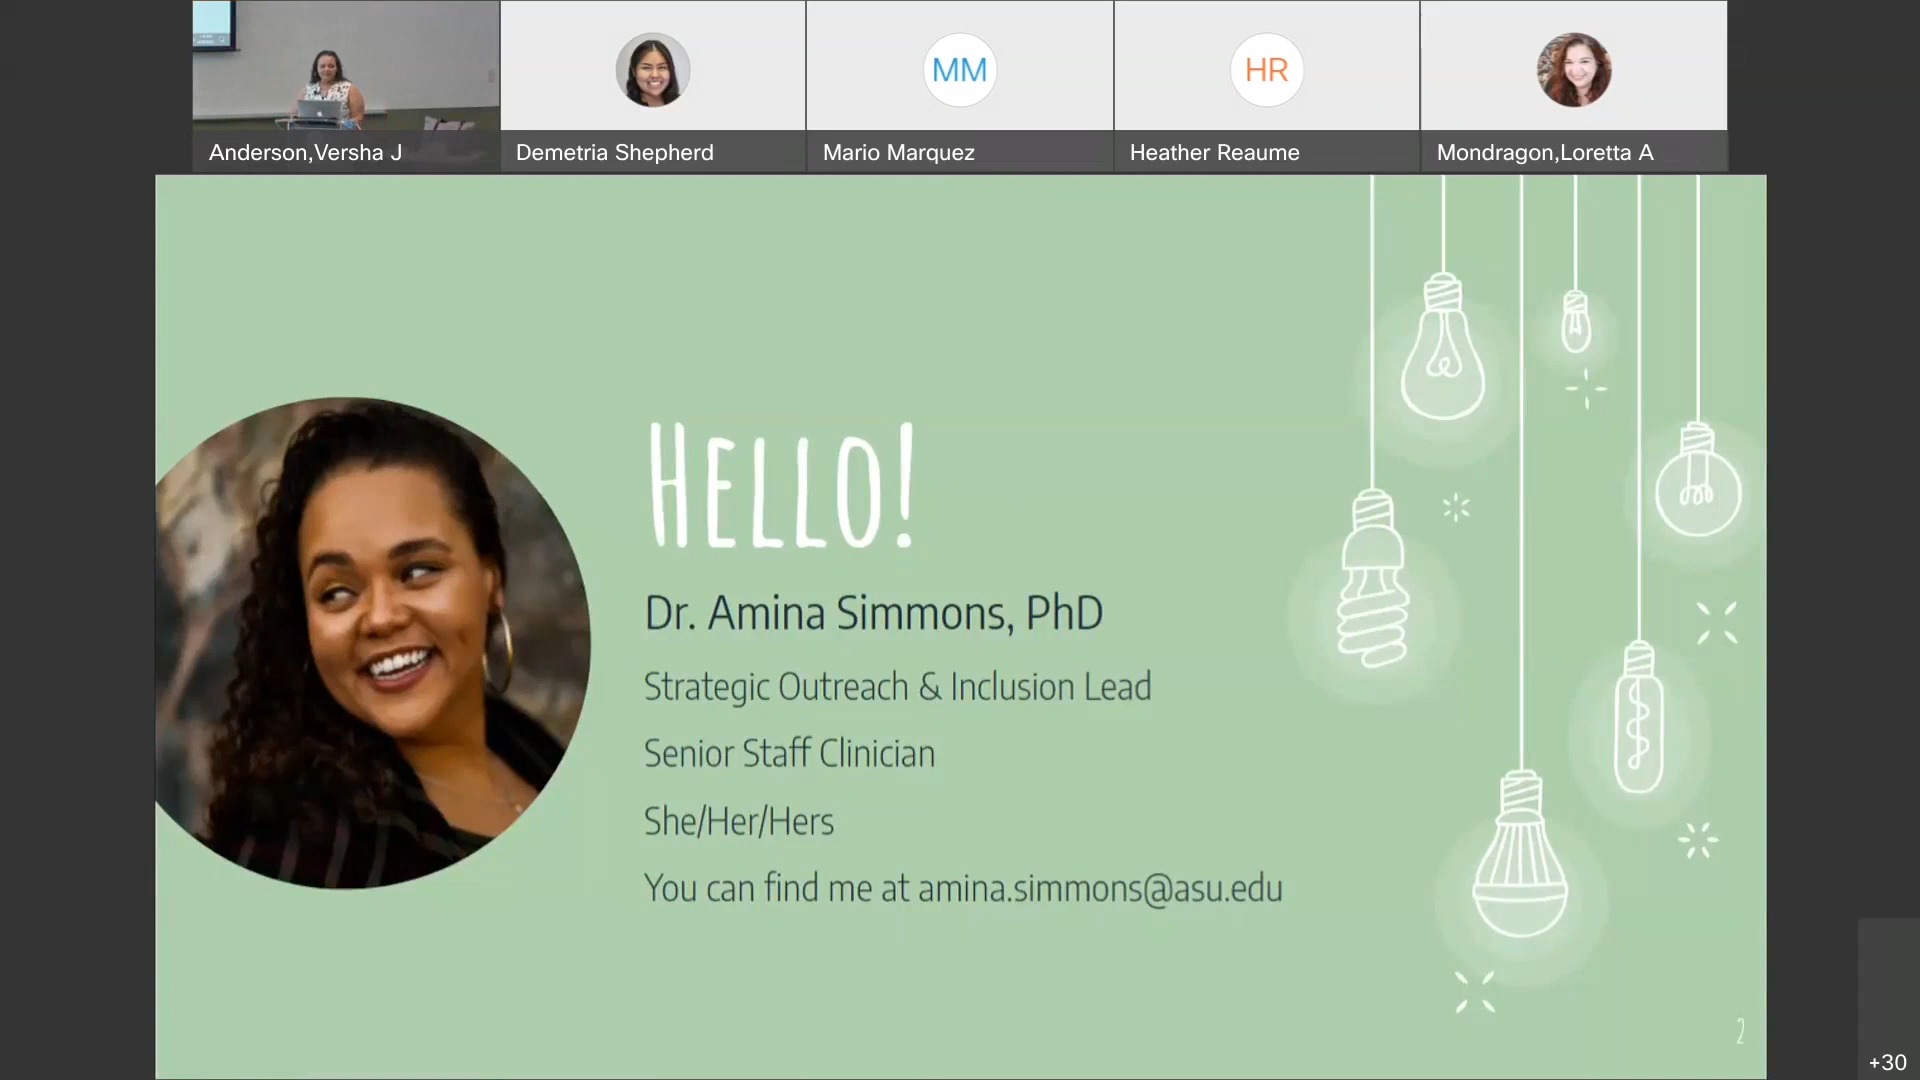 MM
HR
Anderson,Versha J
Demetria Shepherd
Mario Marquez
Heather Reaume
Mondragon,Loretta A
HELLO!
Dr. Amina Simmons, PhD
Strategic Outreach & Inclusion Lead
Senior Staff Clinician
She/Her/Hers
You can find me at amina.simmons@asu.edu
2
+30